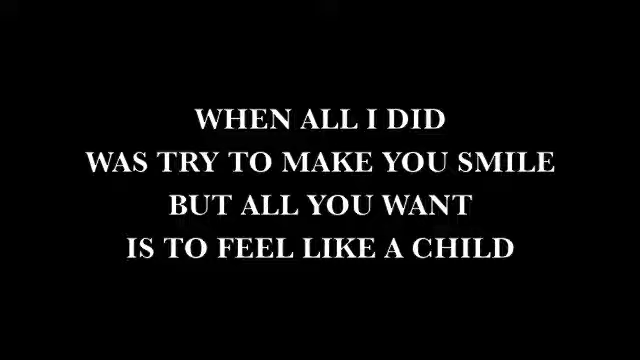 WHEN ALL I DID
WAS TRY TO MAKE YOU SMILE
BUT ALL YOU WANT
IS TO FEEL LIKE A CHILD